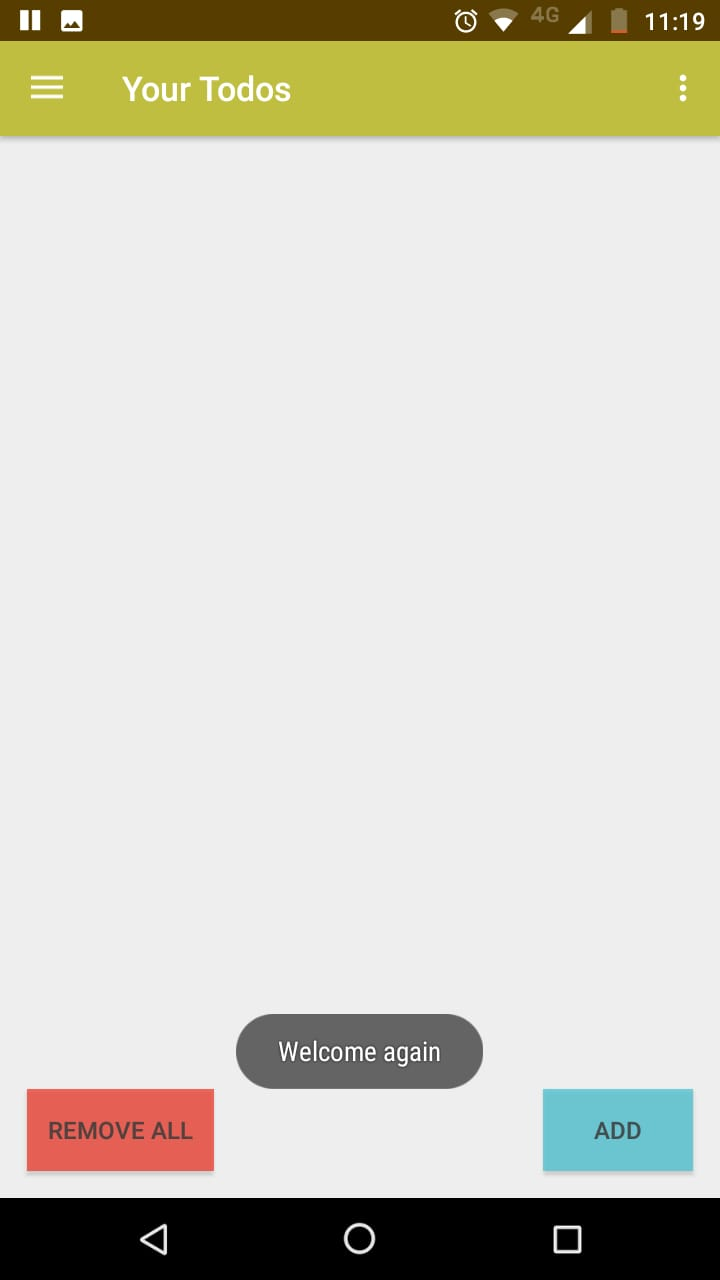 4G 11:19
Your Todos
Welcome again
REMOVE ALL
ADD